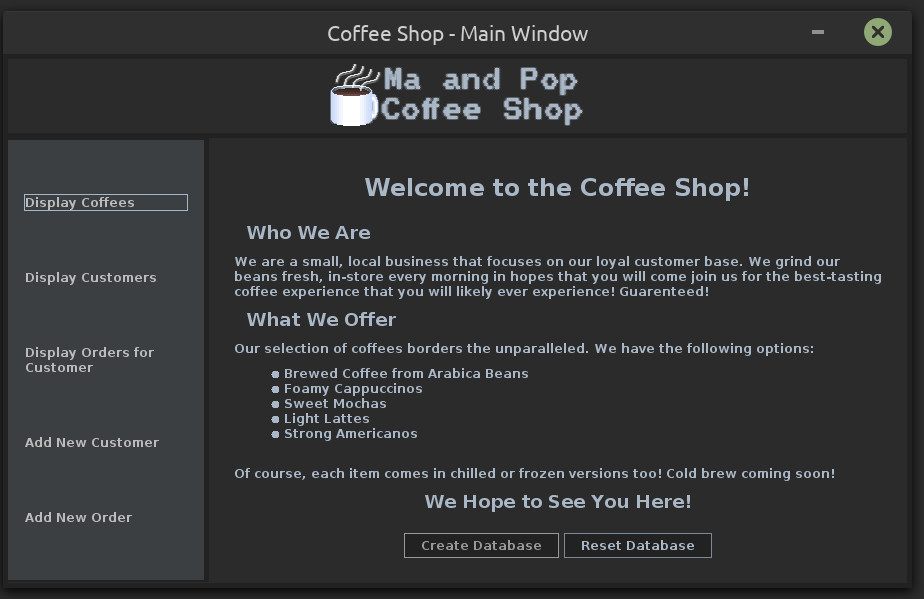 Coffee Shop - Main Window
Ma and Pop
Coffee Shop
Display Coffees
Display Customers
Display Orders for
Customer
Add New Customer
Add New Order
Welcome to the Coffee Shop!
Who We Are
We are a small, local business that focuses on our loyal customer base. We grind our
beans fresh, in-store every morning in hopes that you will come join us for the best-tasting
coffee experience that you will likely ever experience! Guarenteed!
What We Offer
Our selection of coffees borders the unparalleled. We have the following options:
● Brewed Coffee from Arabica Beans
● Foamy Cappuccinos
● Sweet Mochas
● Light Lattes
● Strong Americanos
Of course, each item comes in chilled or frozen versions too! Cold brew coming soon!
We Hope to See You Here!
Create Database
Reset Database